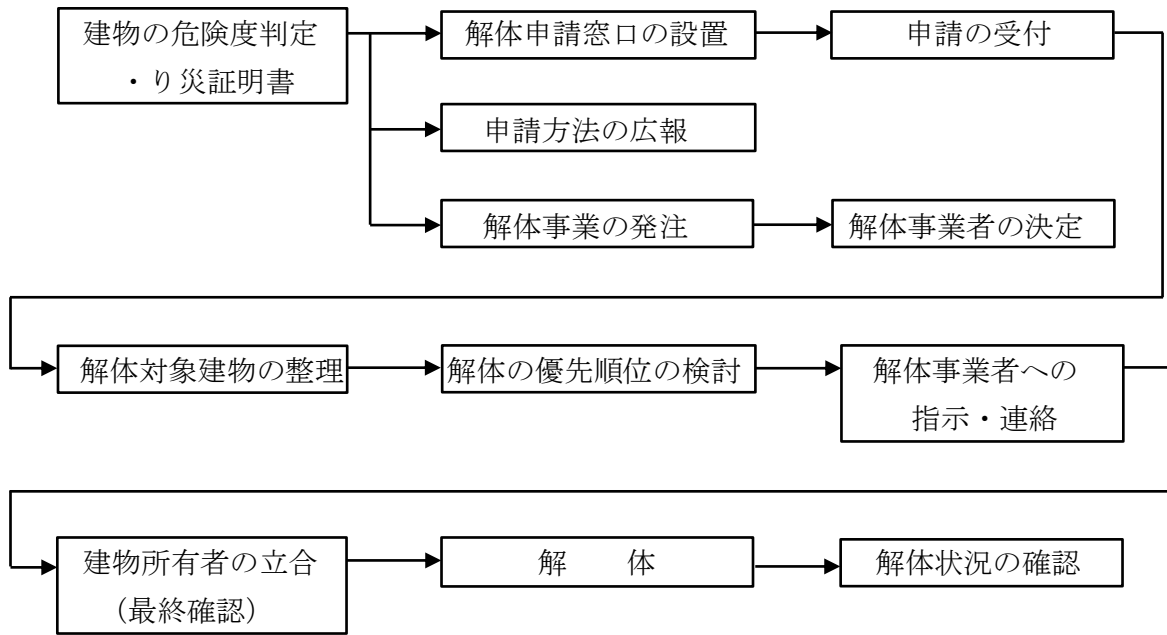 建物の危険度判定
・り災証明書
解体申請窓口の設置
申請の受付
申請方法の広報
解体事業の発注
解体事業者の決定
解体対象建物の整理
解体の優先順位の検討
解体事業者への
指示・連絡
建物所有者の立合
（最終確認）
解　　体
解体状況の確認